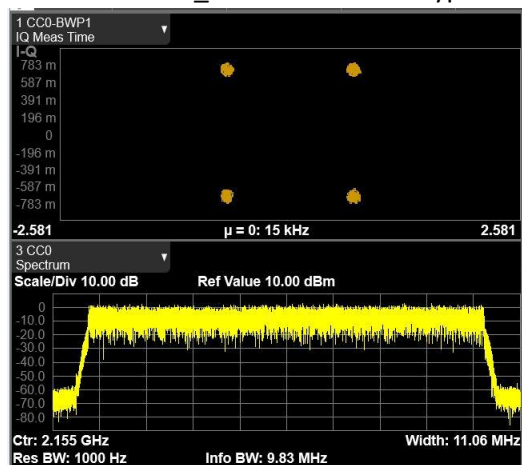 1 CC0-BWP1
IQ Meas Time
I-Q
783 m
587 m
391 m
196 m
0
-196 m
-391 m
-587 m
-783 m
-2.581 μ = 0: 15 kHz 2.581
3 CC0
Spectrum
Scale/Div 10.00 dB Ref Value 10.00 dBm
0
-10.0
-20.0
-30.0
-40.0
-50.0
-60.0
-70.0
-80.0
Ctr: 2.155 GHz Width: 11.06 MHz
Res BW: 1000 Hz Info BW: 9.83 MHz